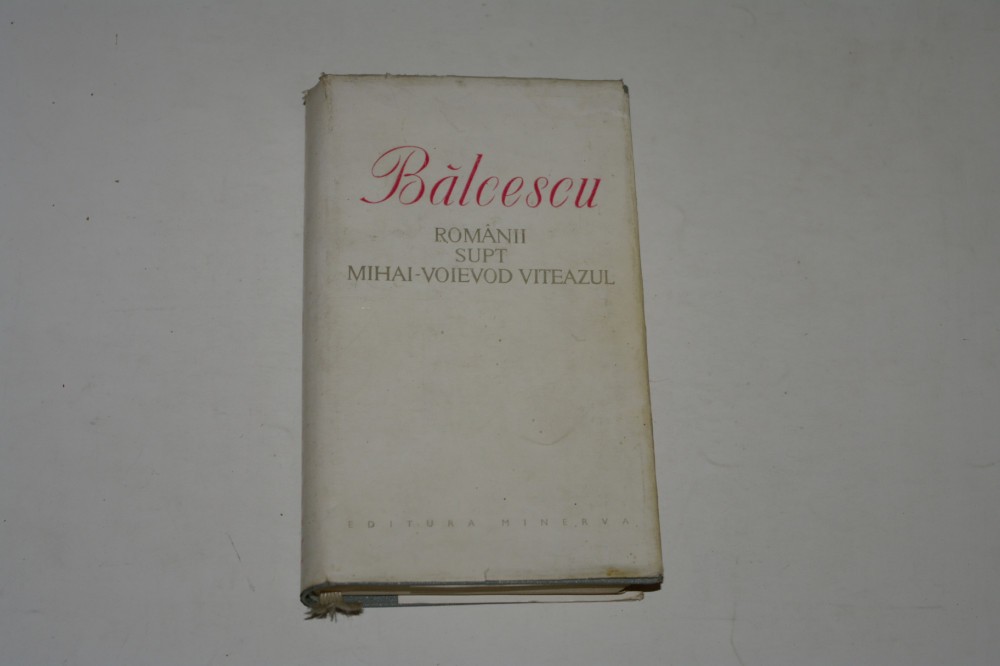 Bălcescu
ROMÂNII
SUPT
MIHAI-VOIEVOD VITEAZUL
EDITURA MINERVA